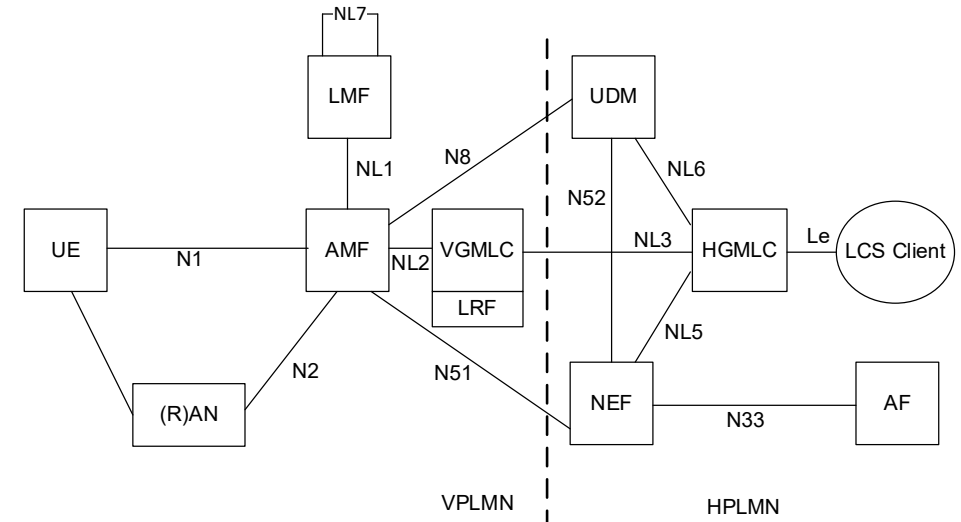 NL7
LMF
UDM
N8
NL1
NL6
N52
UE
N1
AMF
NL2
VGMLC
NL3
HGMLC
Le
LCS Client
LRF
NL5
N2
N51
(R)AN
NEF
N33
AF
VPLMN
HPLMN